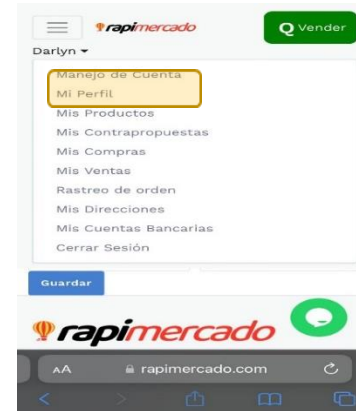 rapimercado
Q Vender
Darlyn
Manejo de Cuenta
Mi Perfil
Mis Productos
Mis Contrapropuestas
Mis Compras
Mis Ventas
Rastreo de orden
Mis Direcciones
Mis Cuentas Bancarias
Cerrar Sesión
Guardar
rapimercado
AA rapimercado.com